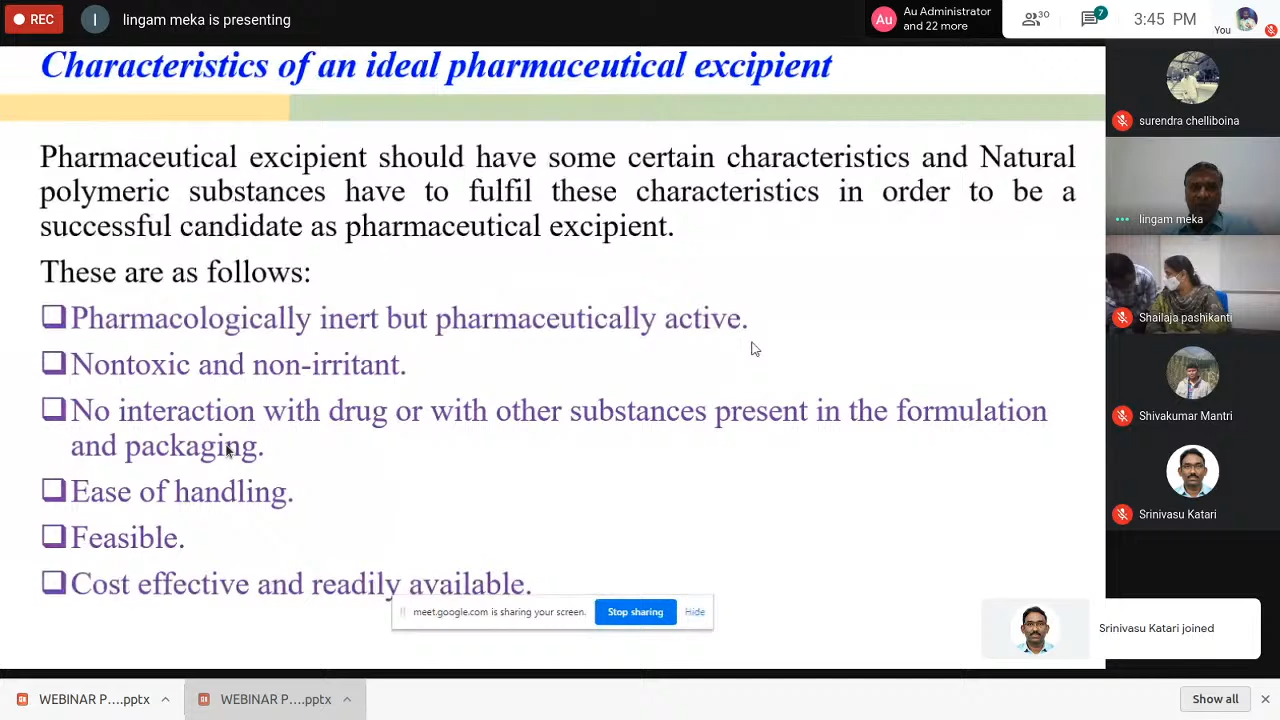 REC
I
lingam meka is presenting
Au
Au Administrator
and 22 more
30
7
3:45 PM
You
Characteristics of an ideal pharmaceutical excipient
Pharmaceutical excipient should have some certain characteristics and Natural
polymeric substances have to fulfil these characteristics in order to be a
successful candidate as pharmaceutical excipient.
These are as follows:
Pharmacologically inert but pharmaceutically active.
Nontoxic and non-irritant.
No interaction with drug or with other substances present in the formulation
and packaging.
Ease of handling.
Feasible.
Cost effective and readily available.
meet.google.com is sharing your screen.
Stop sharing
Hide
surendra chelliboina
lingam meka
Shailaja pashikanti
Shivakumar Mantri
Srinivasu Katari
Srinivasu Katari joined
WEBINAR P....pptx
WEBINAR P....pptx
Show all